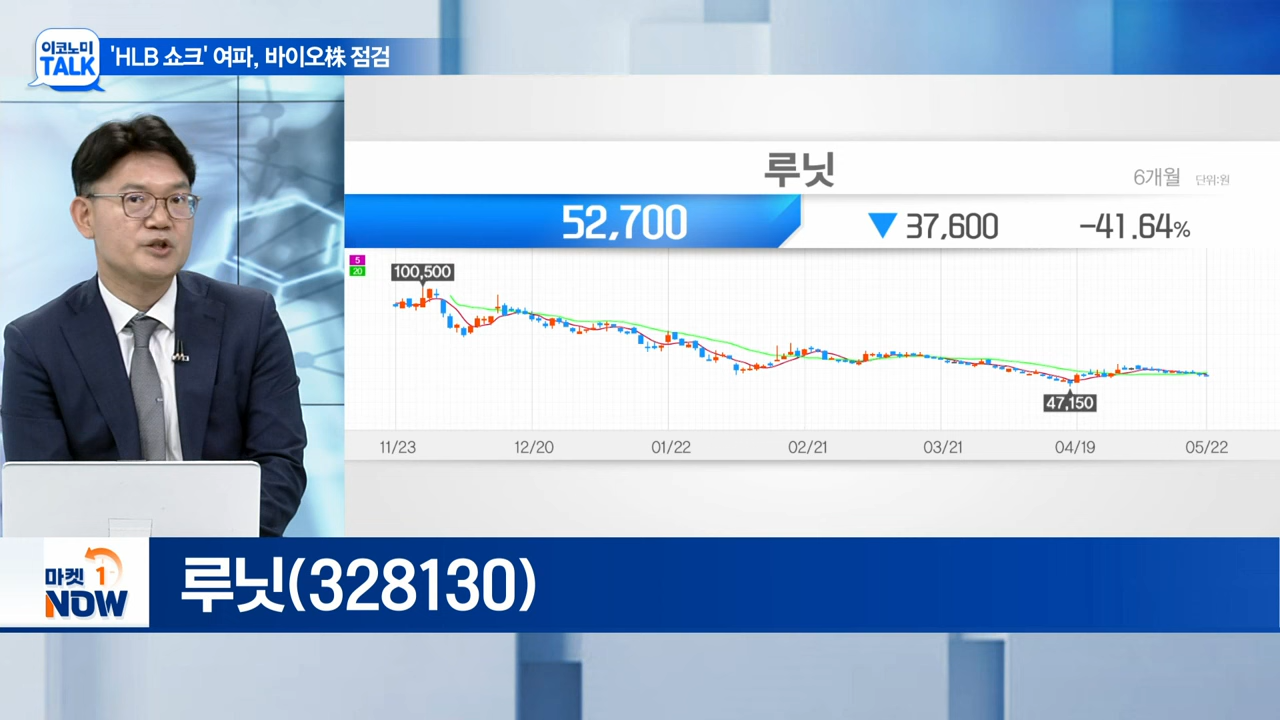 이코노미
TALK
'HLB 쇼크' 여파, 바이오株 점검
루닛
6개월 단위:원
52,700 ▼ 37,600 -41.64%
5
20
100,500
47,150
11/23 12/20 01/22 02/21 03/21 04/19 05/22
마켓 1
NOW
루닛(328130)